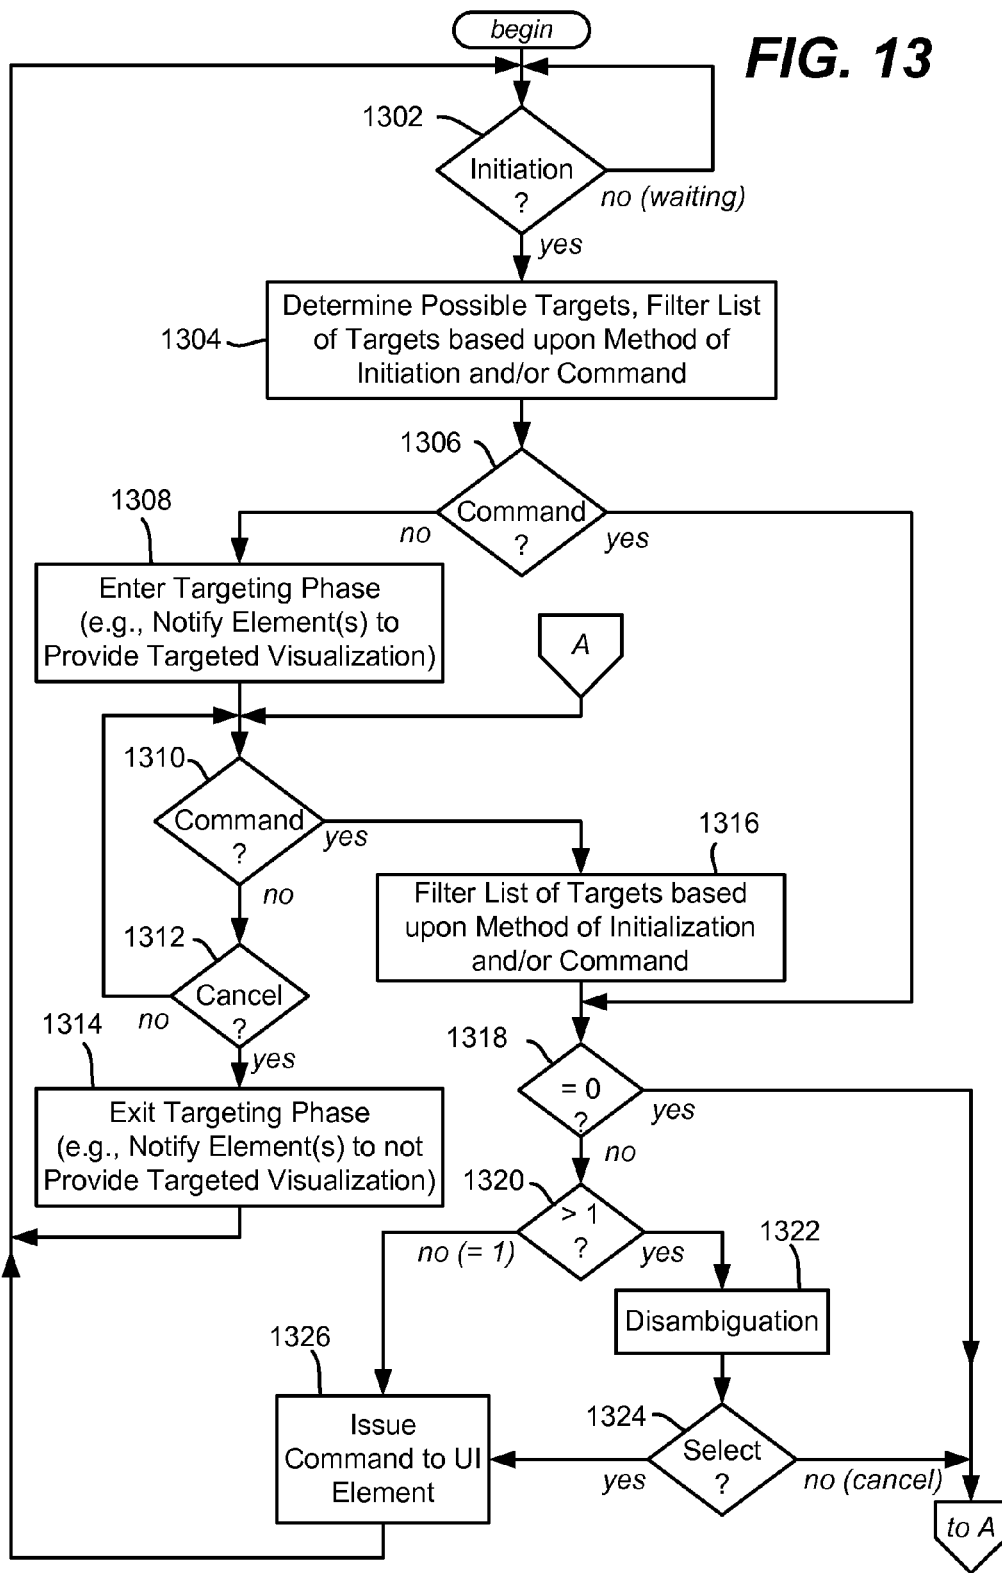 begin
FIG. 13
1302
Initiation
?
no (waiting)
yes
Determine Possible Targets, Filter List
of Targets based upon Method of
Initiation and/or Command
1304
1306
Command
?
no
yes
1308
Enter Targeting Phase
(e.g., Notify Element(s) to
Provide Targeted Visualization)
A
1310
Command
?
yes
no
1316
Filter List of Targets based
upon Method of Initialization
and/or Command
1312
Cancel
?
no
yes
1314
Exit Targeting Phase
(e.g., Notify Element(s) to not
Provide Targeted Visualization)
1318
= 0
?
yes
no
1320
> 1
?
no (= 1)
yes
1322
Disambiguation
1326
Issue
Command to UI
Element
1324
Select
?
yes
no (cancel)
to A